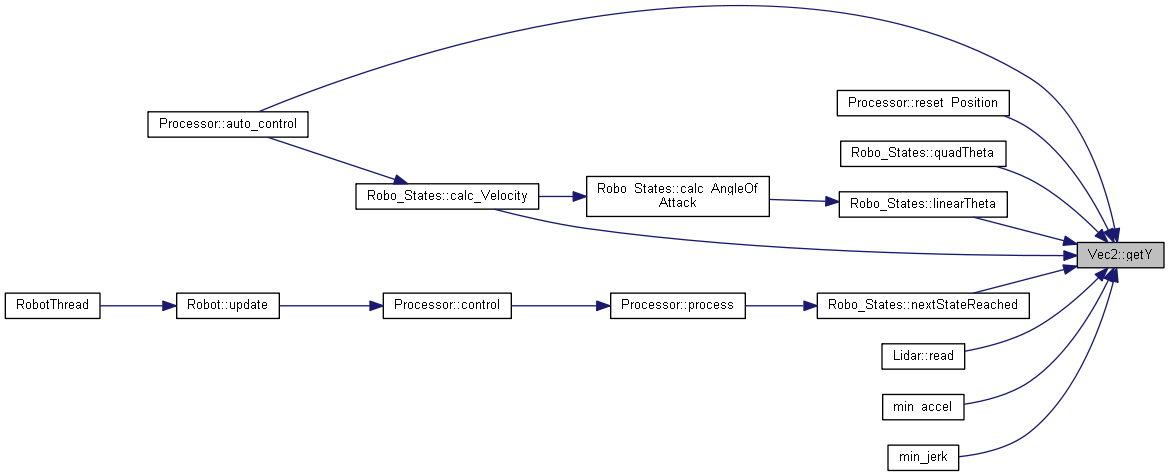 Processor::reset_Position
Processor::auto_control
Robo_States::quadTheta
Robo_States::calc_Velocity
Robo_States::calc_AngleOf
Attack
Robo_States::linearTheta
Vec2::getY
RobotThread
Robot::update
Processor::control
Processor::process
Robo_States::nextStateReached
Lidar::read
min_accel
min_jerk